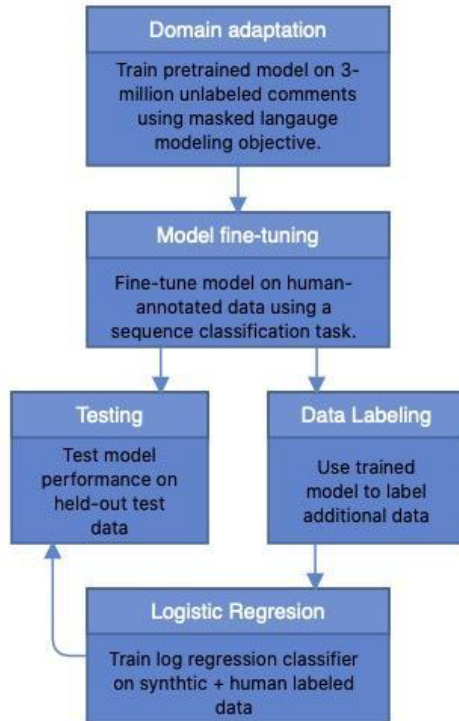 Domain adaptation
Train pretrained model on 3-
million unlabeled comments
using masked langauge
modeling objective.
Model fine-tuning
Fine-tune model on human-
annotated data using a
sequence classification task.
Testing
Test model
performance on
held-out test
data
Data Labeling
Use trained
model to label
additional data
Logistic Regresion
Train log regression classifier
on synthtic + human labeled
data